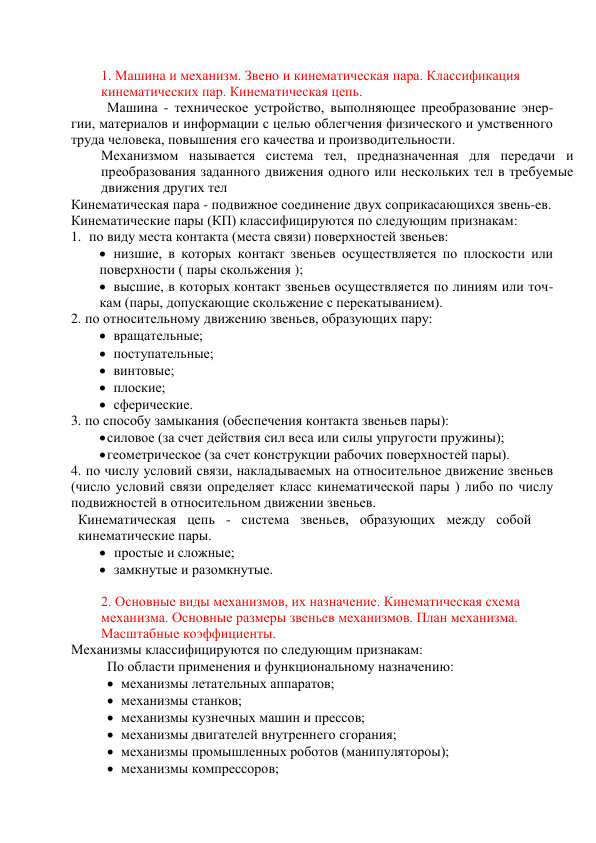 1. Машина и механизм. Звено и кинематическая пара. Классификация
кинематических пар. Кинематическая цепь.
Машина - техническое устройство, выполняющее преобразование энер-
гии, материалов и информации с целью облегчения физического и умственного
труда человека, повышения его качества и производительности.
Механизмом называется система тел, предназначенная для передачи и
преобразования заданного движения одного или нескольких тел в требуемые
движения других тел
Кинематическая пара - подвижное соединение двух соприкасающихся звень-ев.
Кинематические пары (КП) классифицируются по следующим признакам:
1. по виду места контакта (места связи) поверхностей звеньев:
• низшие, в которых контакт звеньев осуществляется по плоскости или
поверхности ( пары скольжения );
• высшие, в которых контакт звеньев осуществляется по линиям или точ-
кам (пары, допускающие скольжение с перекатыванием).
2. по относительному движению звеньев, образующих пару:
• вращательные;
• поступательные;
• винтовые;
• плоские;
• сферические.
3. по способу замыкания (обеспечения контакта звеньев пары):
•силовое (за счет действия сил веса или силы упругости пружины);
•геометрическое (за счет конструкции рабочих поверхностей пары).
4. по числу условий связи, накладываемых на относительное движение звеньев
(число условий связи определяет класс кинематической пары ) либо по числу
подвижностей в относительном движении звеньев.
Кинематическая цепь - система звеньев, образующих между собой
кинематические пары.
• простые и сложные;
• замкнутые и разомкнутые.
2. Основные виды механизмов, их назначение. Кинематическая схема
механизма. Основные размеры звеньев механизмов. План механизма.
Масштабные коэффициенты.
Механизмы классифицируются по следующим признакам:
По области применения и функциональному назначению:
• механизмы летательных аппаратов;
• механизмы станков;
• механизмы кузнечных машин и прессов;
• механизмы двигателей внутреннего сгорания;
• механизмы промышленных роботов (манипулятороы);
• механизмы компрессоров;